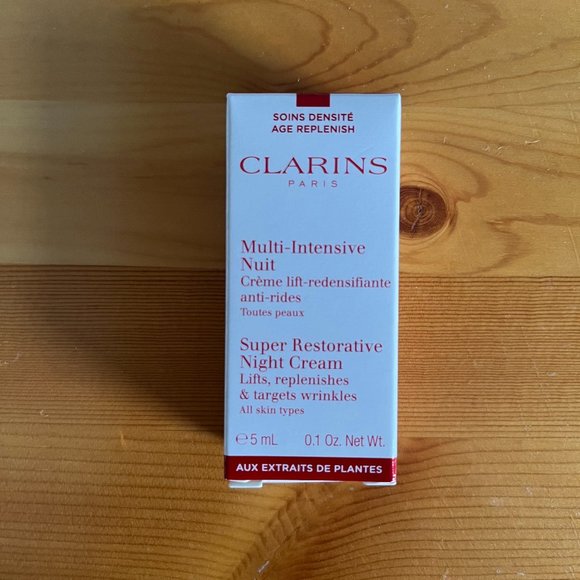 SOINS DENSITÉ
AGE REPLENISH
CLARINS
PARIS
Multi-Intensive
Nuit
Crème lift-redensifiante
anti-rides
Toutes peaux
Super Restorative
Night Cream
Lifts, replenishes
& targets wrinkles
All skin types
℮5 mL 0.1 Oz. Net Wt.
AUX EXTRAITS DE PLANTES